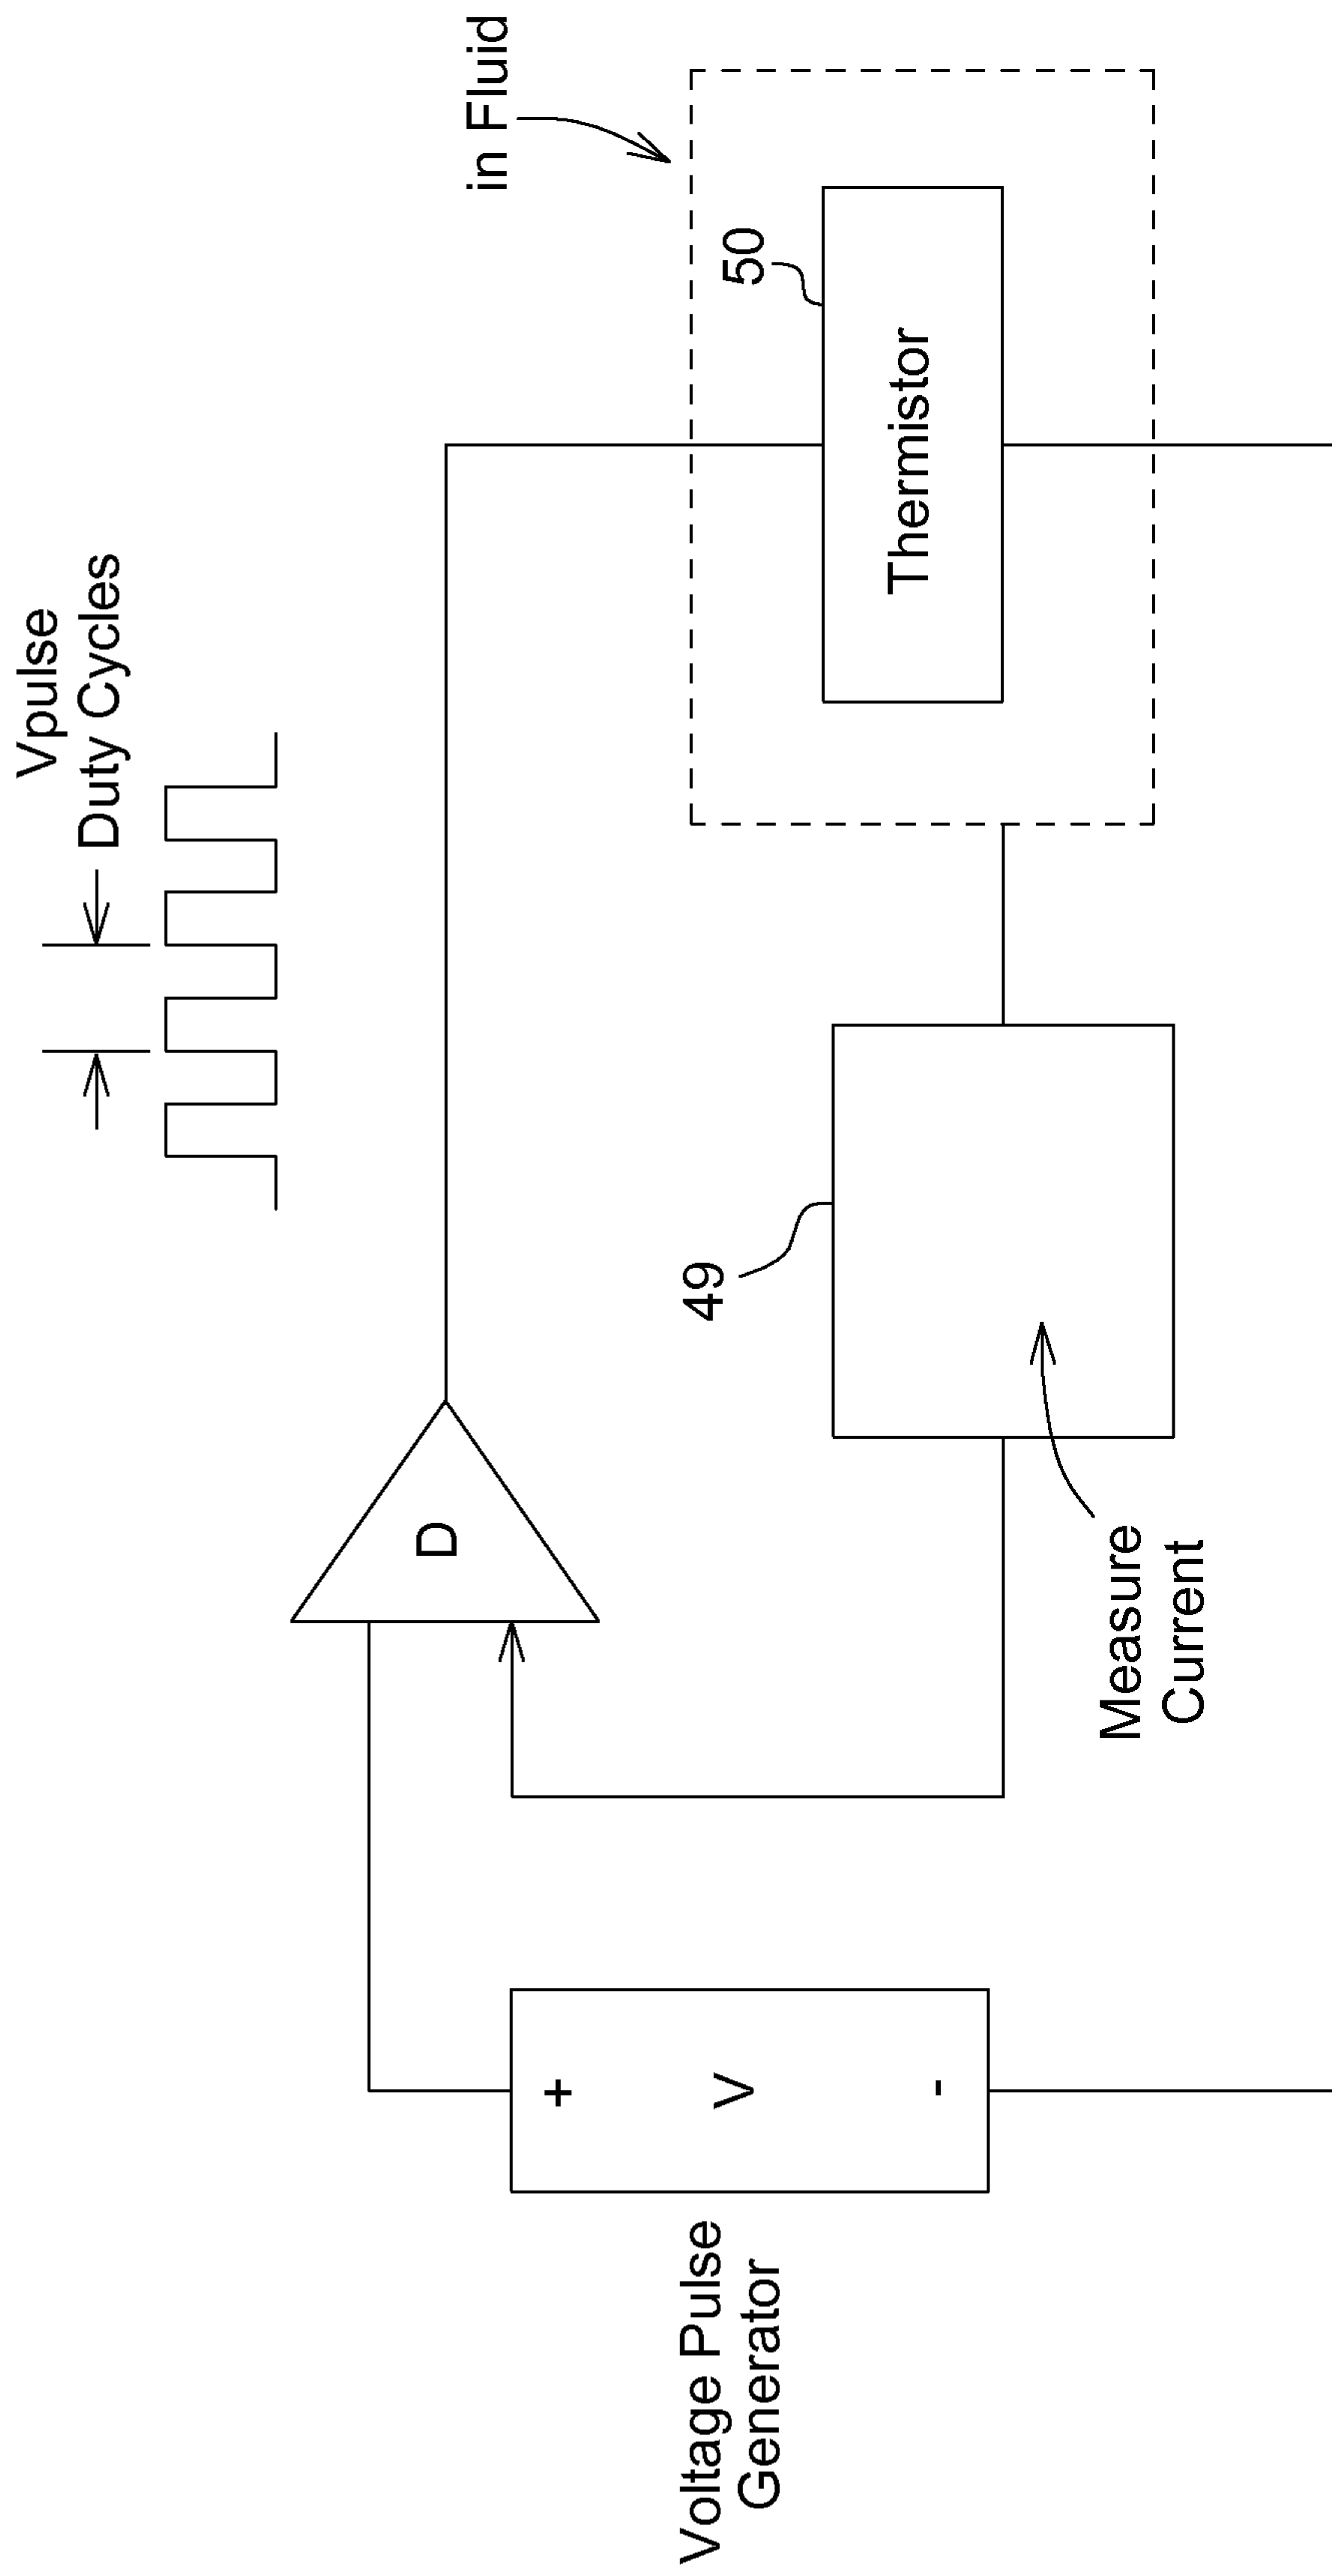 Vpulse
Duty Cycles
in Fluid
D
50
Thermistor
49
+
V
-
Voltage Pulse
Generator
Measure
Current